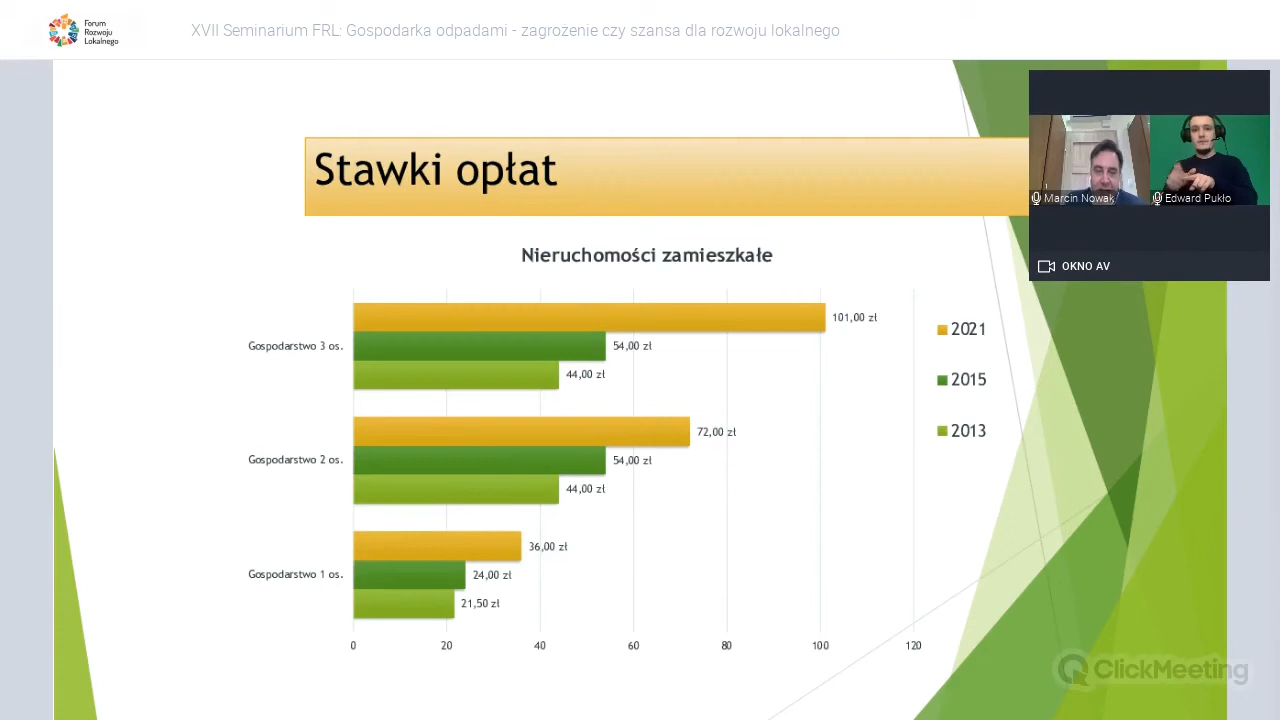 Forum
Rozwoju
Lokalnego
XVII Seminarium FRL: Gospodarka odpadami - zagrożenie czy szansa dla rozwoju lokalnego
Stawki opłat
Marcin Nowak
Edward Pukło
OKNO AV
Nieruchomości zamieszkałe
Gospodarstwo 3 os.
101,00 zł
54,00 zł
44,00 zł
Gospodarstwo 2 os.
72,00 zł
54,00 zł
44,00 zł
Gospodarstwo 1 os.
36,00 zł
24,00 zł
21,50 zł
0 20 40 60 80 100 120
2021
2015
2013
ClickMeeting